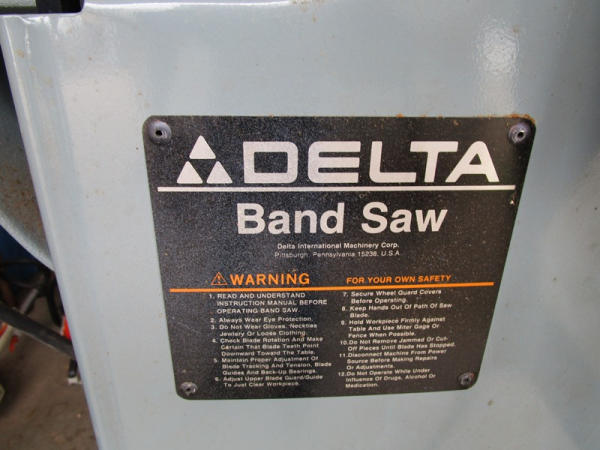 DELTA
Band Saw
Delta International Machinery Corp.
Pittsburgh, Pennsylvania 15238, U.S.A.
WARNING
FOR YOUR OWN SAFETY
1. READ AND UNDERSTAND
INSTRUCTION MANUAL BEFORE
OPERATING BAND SAW.
2. Always Wear Eye Protection.
3. Do Not Wear Gloves, Neckties
Jewelry Or Loose Clothing.
4. Check Blade Rotation And Make
Certain That Blade Teeth Point
Downward Toward The Table.
5. Maintain Proper Adjustment Of
Blade Tracking And Tension, Blade
Guides And Back-Up Bearings.
6. Adjust Upper Blade Guard/Guide
To Just Clear Workpiece.
7. Secure Wheel Guard Covers
Before Operating.
8. Keep Hands Out Of Path Of Saw
Blade.
9. Hold Workpiece Firmly Against
Table And Use Miter Gage Or
Fence When Possible.
10. Do Not Remove Jammed Or Cut-
Off Pieces Until Blade Has Stopped.
11. Disconnect Machine From Power
Source Before Making Repairs
Or Adjustments.
12. Do Not Operate While Under
Influence Of Drugs, Alcohol Or
Medication.